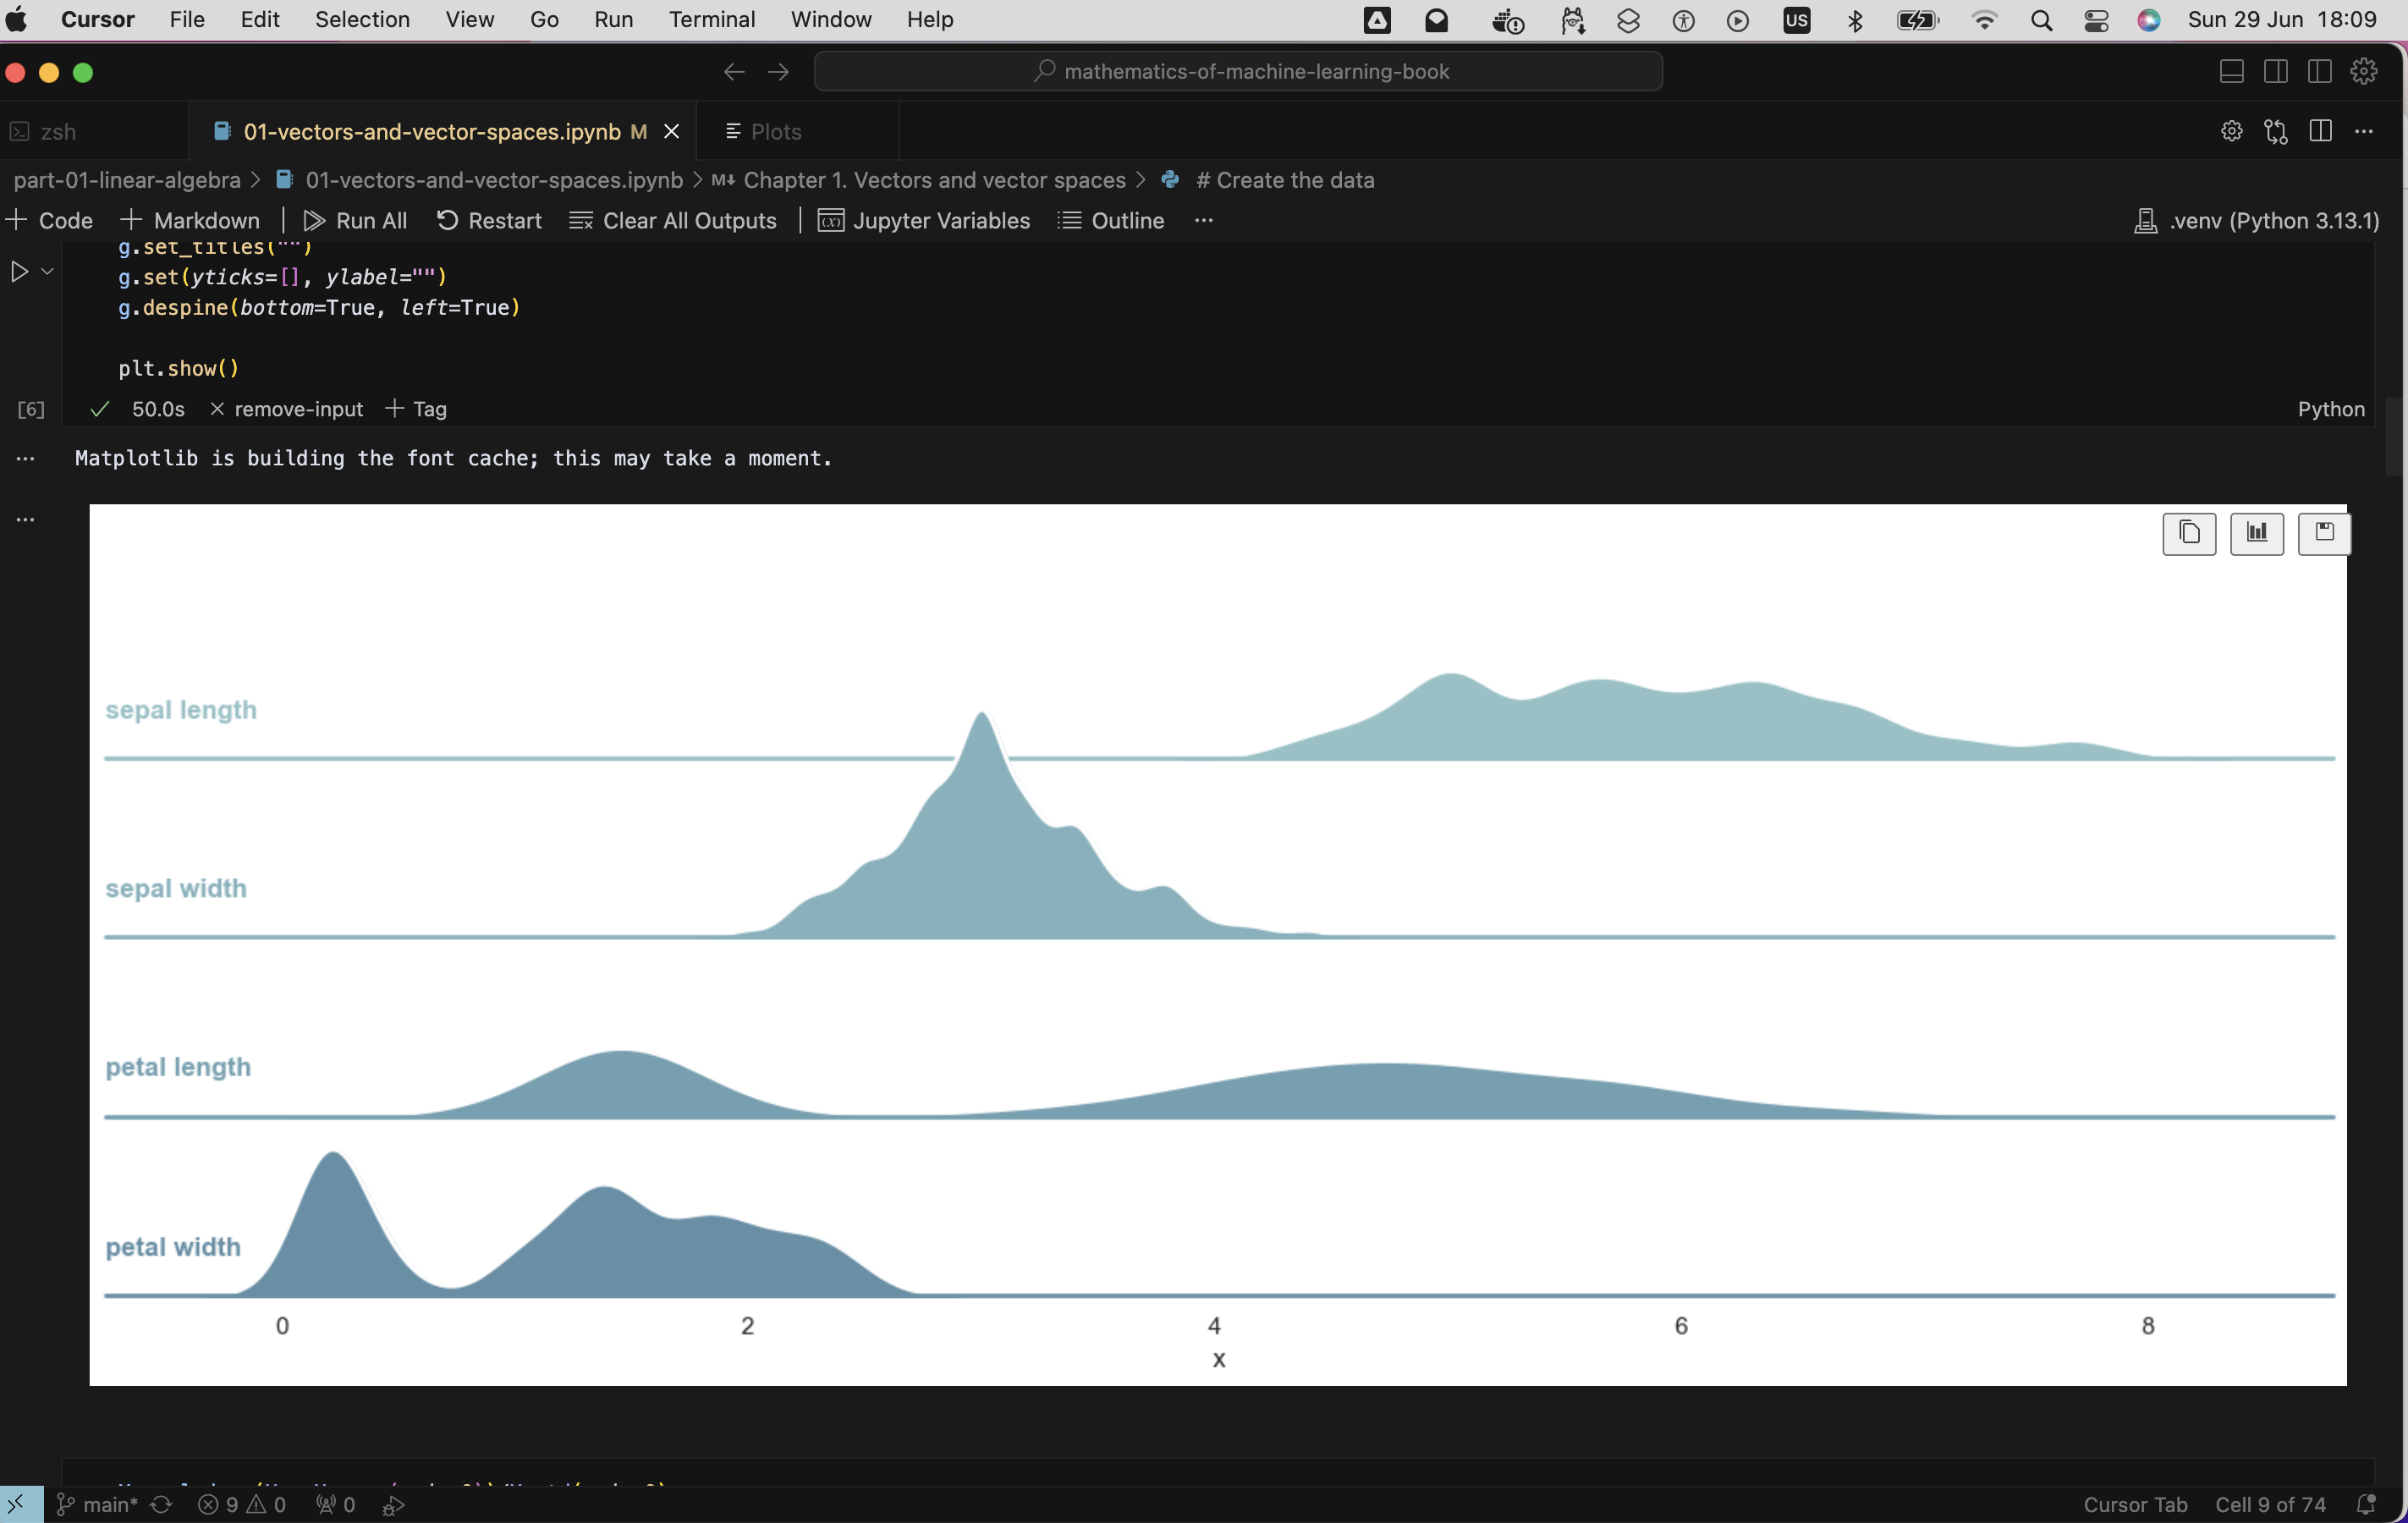 Cursor File Edit Selection View Go Run Terminal Window Help US Sun 29 Jun 18:09
mathematics-of-machine-learning-book
zsh 01-vectors-and-vector-spaces.ipynb M Plots
part-01-linear-algebra > 01-vectors-and-vector-spaces.ipynb > M↓ Chapter 1. Vectors and vector spaces > # Create the data
+ Code + Markdown | Run All Restart Clear All Outputs | Jupyter Variables Outline ... .venv (Python 3.13.1)
g.set_titles("")
g.set(yticks=[], ylabel="")
g.despine(bottom=True, left=True)
plt.show()
[6] 50.0s × remove-input + Tag Python
Matplotlib is building the font cache; this may take a moment.
sepal length
sepal width
petal length
petal width
0 2 4 6 8
x
main* 9 0 0 Cursor Tab Cell 9 of 74